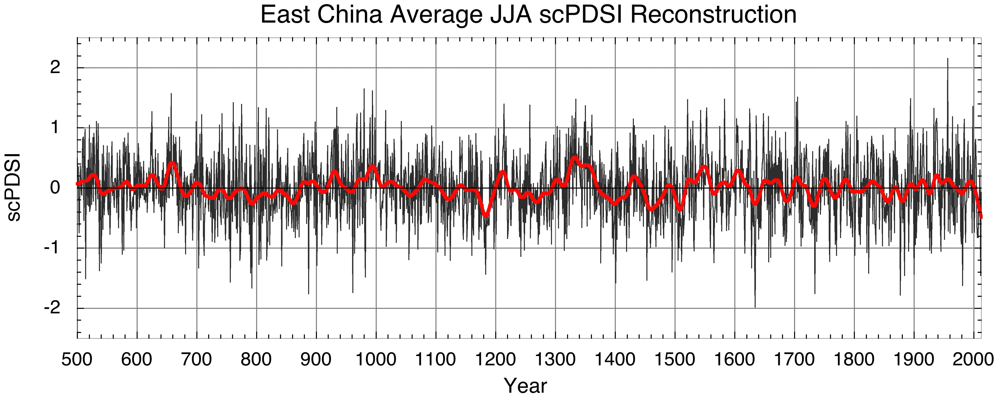 East China Average JJA scPDSI Reconstruction
2
1
0
-1
-2
scPDSI
500 600 700 800 900 1000 1100 1200 1300 1400 1500 1600 1700 1800 1900 2000
Year